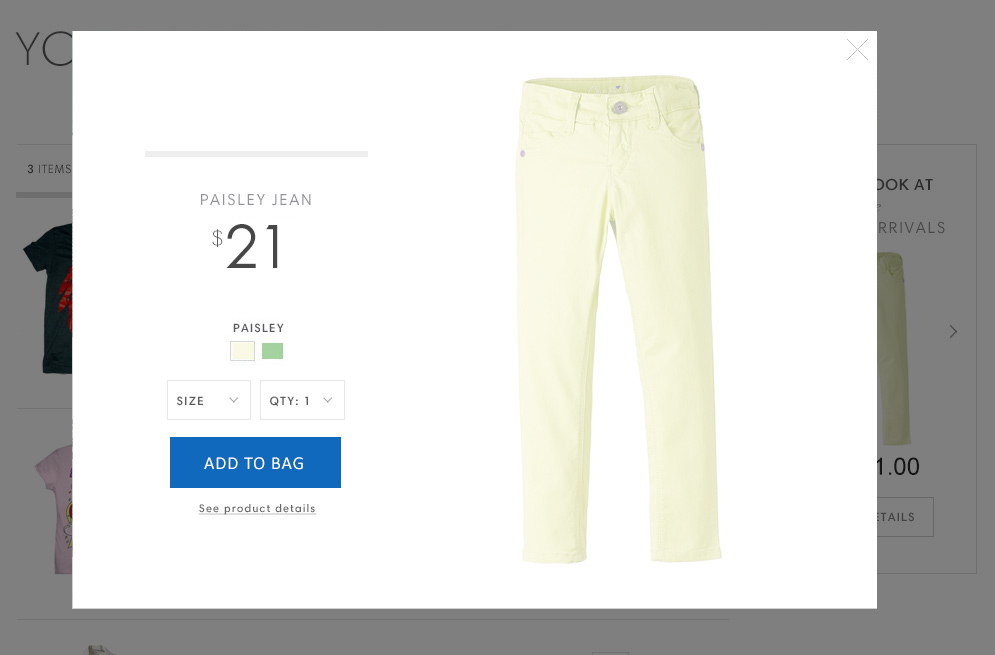 YO
3 ITEMS
PAISLEY JEAN
$21
PAISLEY
SIZE
QTY: 1
ADD TO BAG
See product details
OOK AT
RRIVALS
1.00
ETAILS